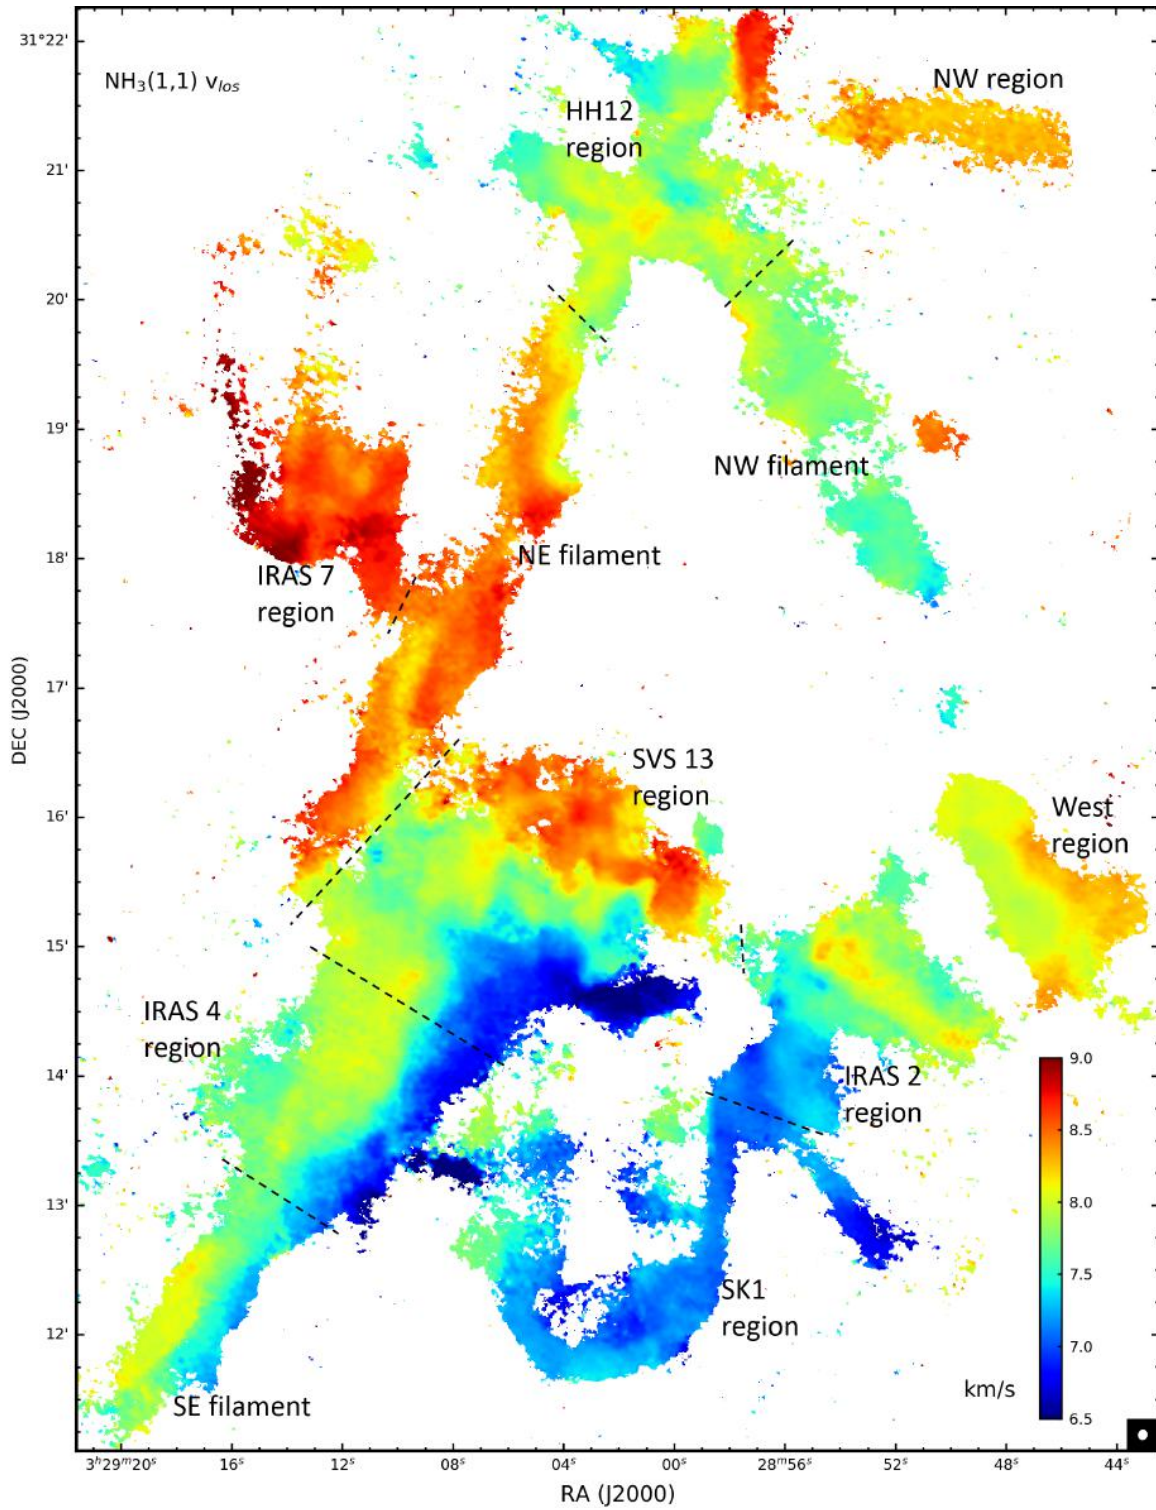 NH₃(1,1) v_los
HH12
region
NW region
NW filament
NE filament
IRAS 7
region
SVS 13
region
West
region
IRAS 4
region
IRAS 2
region
SK1
region
SE filament
km/s
9.0
8.5
8.0
7.5
7.0
6.5
DEC (J2000)
31°22'
21'
20'
19'
18'
17'
16'
15'
14'
13'
12'
3ʰ29ᵐ20ˢ 16ˢ 12ˢ 08ˢ 04ˢ 00ˢ 28ᵐ56ˢ 52ˢ 48ˢ 44ˢ
RA (J2000)